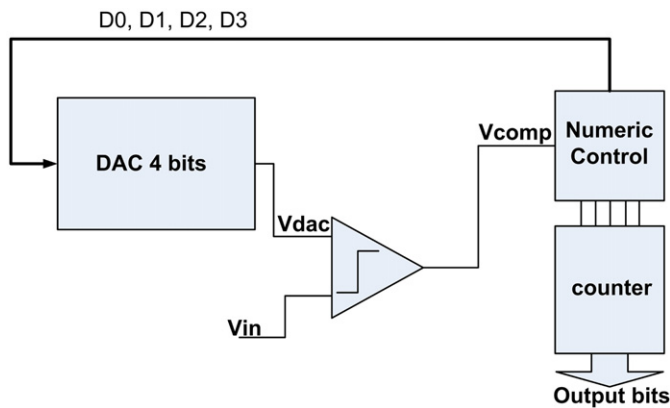 D0, D1, D2, D3
DAC 4 bits
Vdac
Vin
Vcomp
Numeric
Control
counter
Output bits